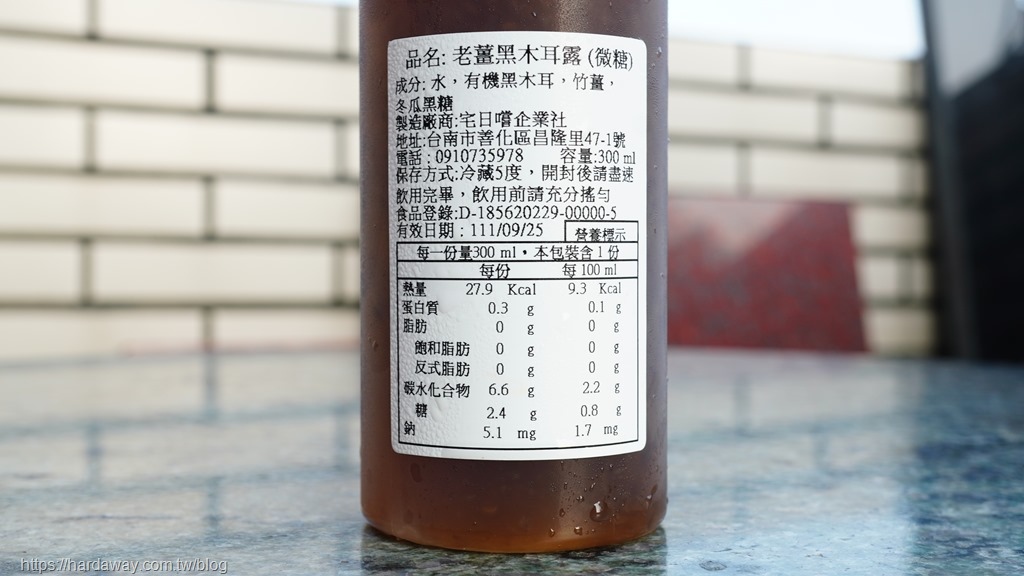 品名: 老薑黑木耳露 (微糖)
成分: 水，有機黑木耳，竹薑，
冬瓜黑糖
製造廠商:宅日嚐企業社
地址:台南市善化區昌隆里47-1號
電話：0910735978 容量:300 ml
保存方式:冷藏5度，開封後請盡速
飲用完畢，飲用前請充分搖勻
食品登錄:D-185620229-00000-5
有效日期：111/09/25 營養標示
每一份量300 ml，本包裝含 1 份
每份 每 100 ml
熱量 27.9 Kcal 9.3 Kcal
蛋白質 0.3 g 0.1 g
脂肪 0 g 0 g
飽和脂肪 0 g 0 g
反式脂肪 0 g 0 g
碳水化合物 6.6 g 2.2 g
糖 2.4 g 0.8 g
鈉 5.1 mg 1.7 mg
https://hardaway.com.tw/blog